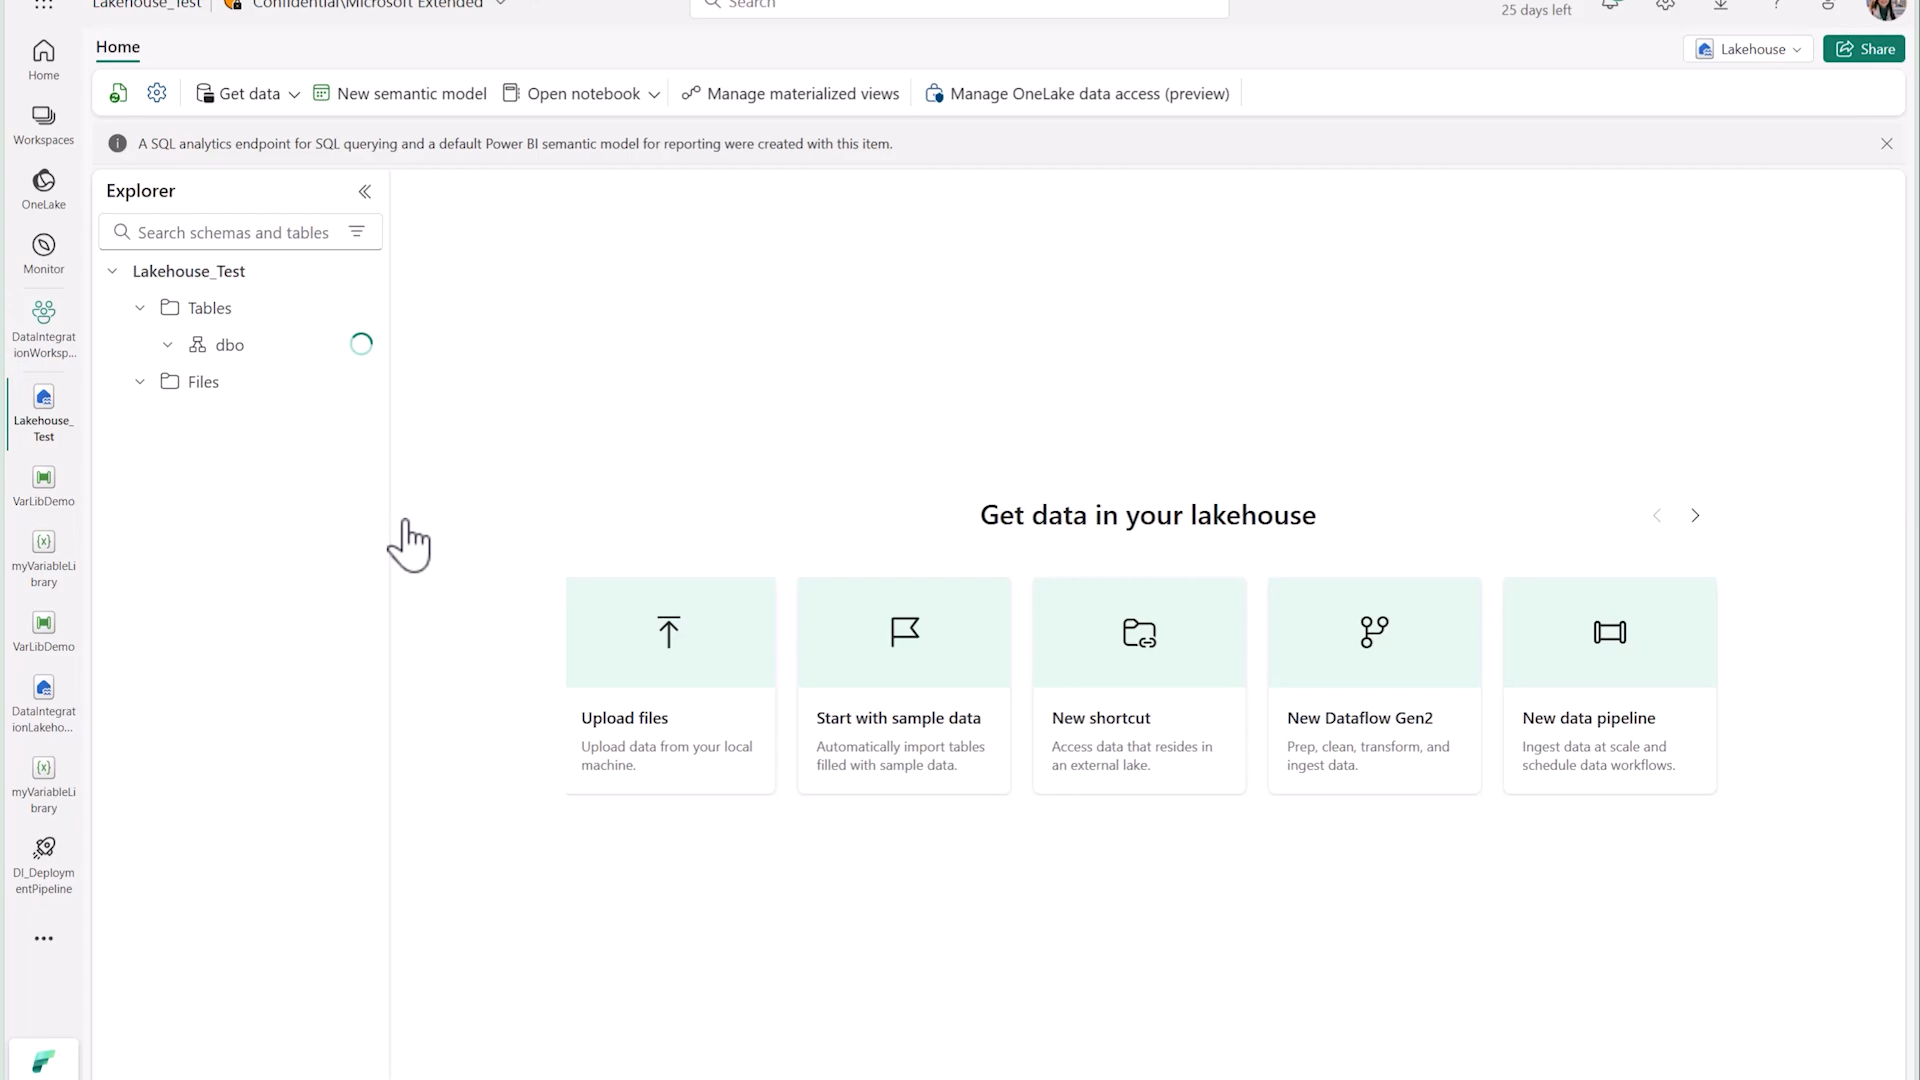 Lakehouse_Test
Confidential\Microsoft Extended
Search
25 days left
Home
Workspaces
OneLake
Monitor
DataIntegrat
ionWorksp...
Lakehouse_
Test
VarLibDemo
myVariableLi
brary
VarLibDemo
DataIntegrat
ionLakeho...
myVariableLi
brary
DI_Deploym
entPipeline
Home
Lakehouse
Share
Get data
New semantic model
Open notebook
Manage materialized views
Manage OneLake data access (preview)
A SQL analytics endpoint for SQL querying and a default Power BI semantic model for reporting were created with this item.
Explorer
Search schemas and tables
Lakehouse_Test
Tables
dbo
Files
Get data in your lakehouse
Upload files
Upload data from your local
machine.
Start with sample data
Automatically import tables
filled with sample data.
New shortcut
Access data that resides in
an external lake.
New Dataflow Gen2
Prep, clean, transform, and
ingest data.
New data pipeline
Ingest data at scale and
schedule data workflows.